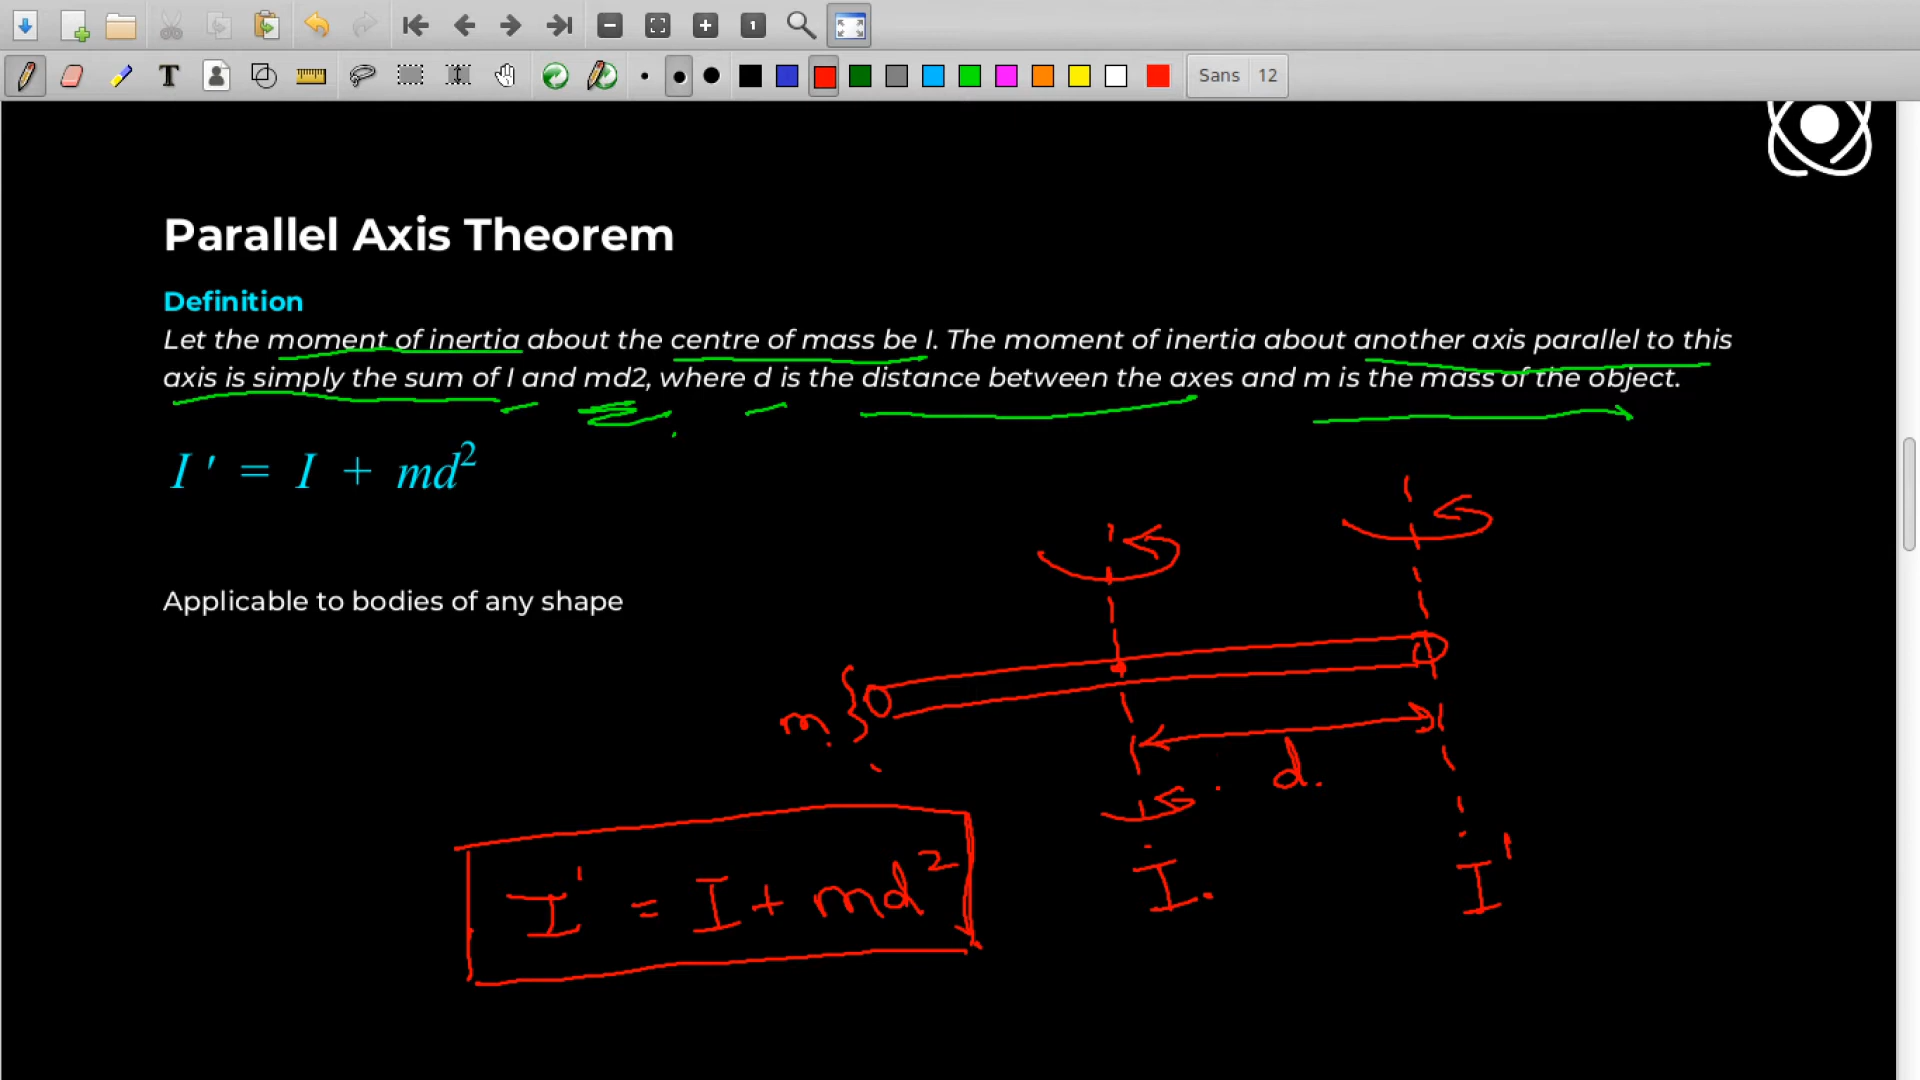 T
1
Sans 12
Parallel Axis Theorem
Definition
Let the moment of inertia about the centre of mass be I. The moment of inertia about another axis parallel to this
axis is simply the sum of I and md2, where d is the distance between the axes and m is the mass of the object.
I' = I + md²
Applicable to bodies of any shape
m
d.
I.
I'
I' = I + md²